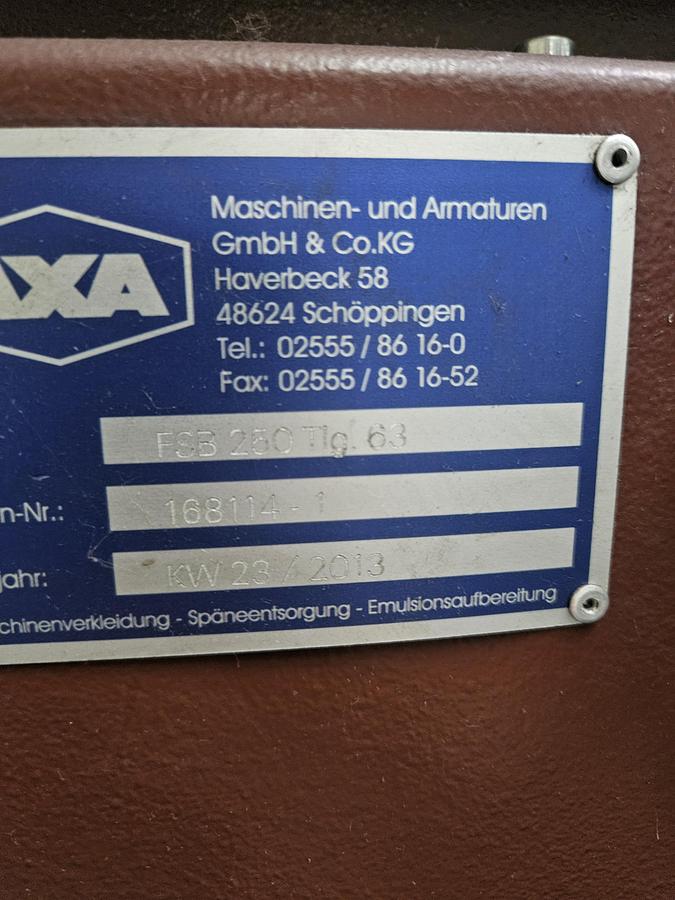 AXA
Maschinen- und Armaturen
GmbH & Co.KG
Haverbeck 58
48624 Schöppingen
Tel.: 02555 / 86 16-0
Fax: 02555 / 86 16-52
FSB 250 Tlg. 63
n-Nr.: 168114 - 1
jahr: KW 23 / 2013
chinenverkleidung - Späneentsorgung - Emulsionsaufbereitung